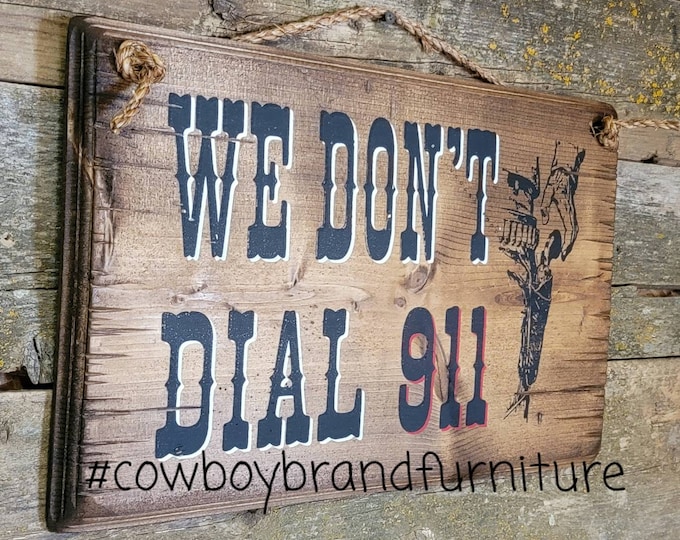 WE DON'T
DIAL 911
#cowboybrandfurniture